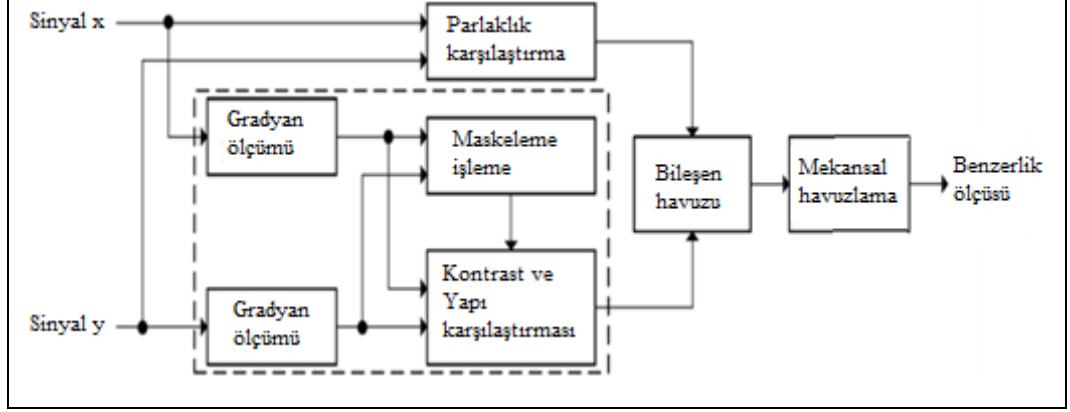 Sinyal x
Parlaklık
karşılaştırma
Gradyan
ölçümü
Maskeleme
işleme
Bileşen
havuzu
Mekansal
havuzlama
Benzerlik
ölçüsü
Kontrast ve
Yapı
karşılaştırması
Sinyal y
Gradyan
ölçümü